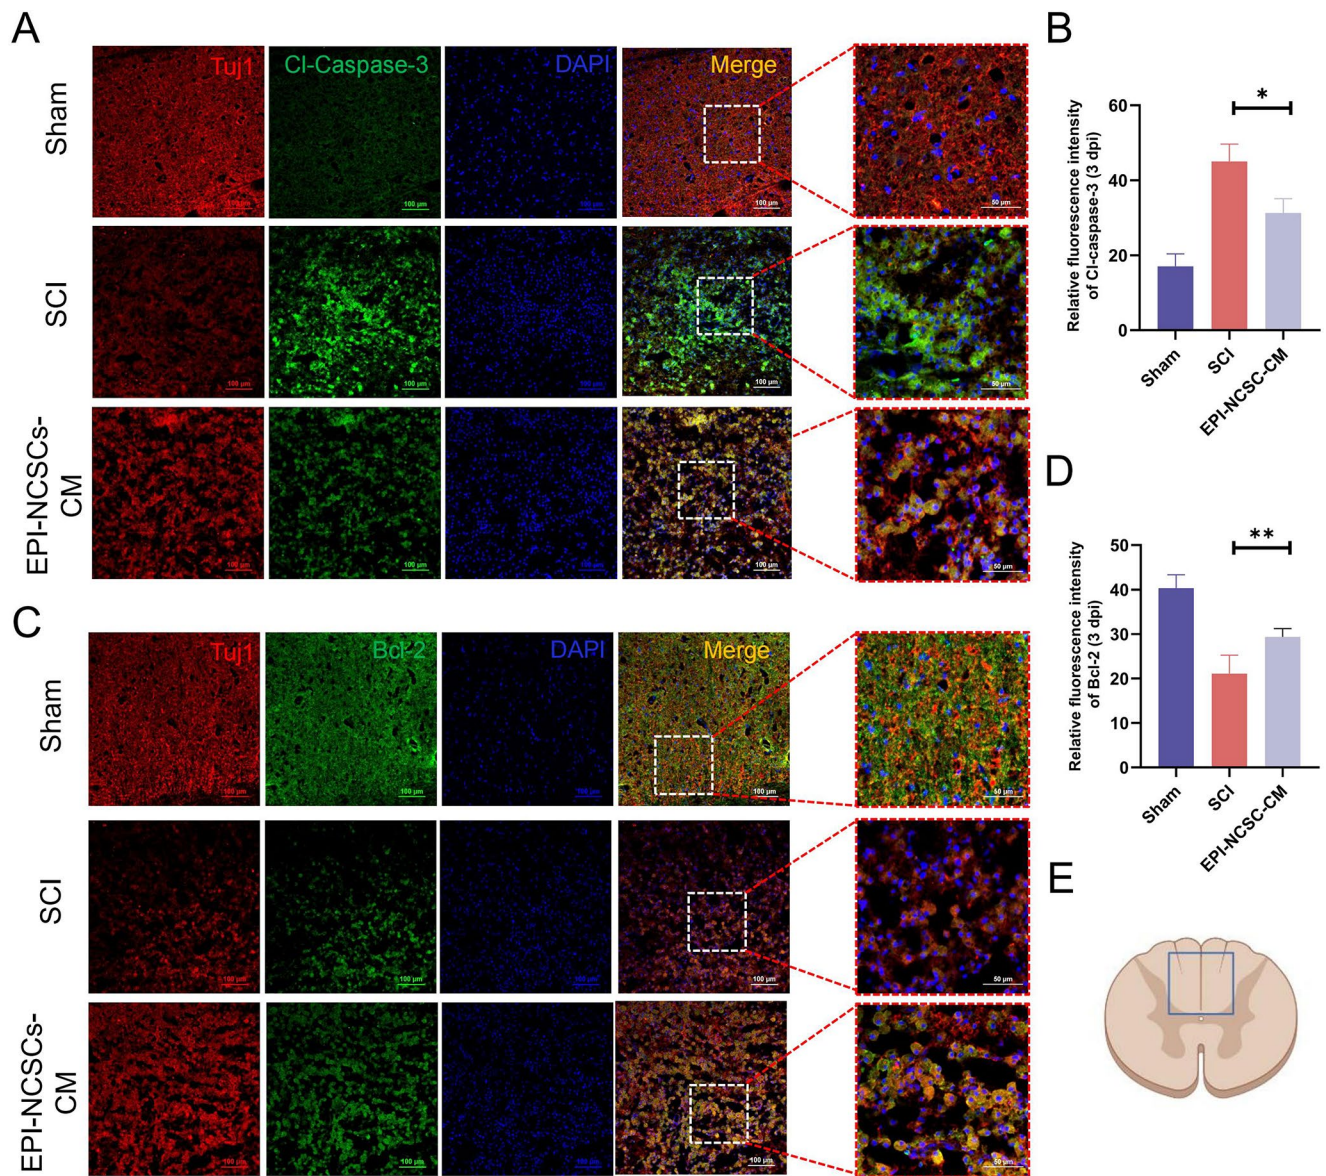 A
Tuj1
Cl-Caspase-3
DAPI
Merge
Sham
100 μm
100 μm
100 μm
100 μm
50 μm
SCI
100 μm
100 μm
100 μm
100 μm
50 μm
EPI-NCSCs-
CM
100 μm
100 μm
100 μm
100 μm
50 μm
B
Relative fluorescence intensity
of Cl-caspase-3 (3 dpi)
60
40
20
0
*
Sham
SCI
EPI-NCSC-CM
C
Tuj1
Bcl-2
DAPI
Merge
Sham
100 μm
100 μm
100 μm
100 μm
50 μm
SCI
100 μm
100 μm
100 μm
100 μm
50 μm
EPI-NCSCs-
CM
100 μm
100 μm
100 μm
100 μm
50 μm
D
Relative fluorescence intensity
of Bcl-2 (3 dpi)
50
40
30
20
10
0
**
Sham
SCI
EPI-NCSC-CM
E